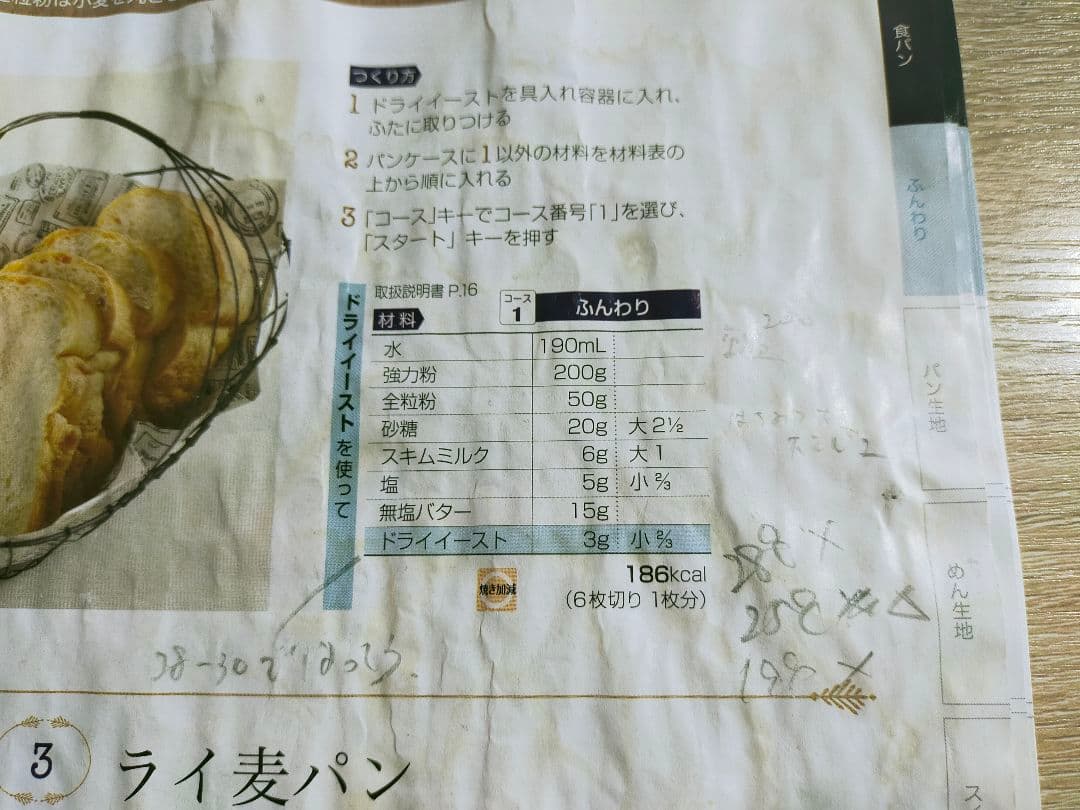 つくり方
1 ドライイーストを具入れ容器に入れ、
ふたに取りつける
2 パンケースに1以外の材料を材料表の
上から順に入れる
3 「コース」キーでコース番号「1」を選び、
「スタート」キーを押す
ドライイーストを使って
取扱説明書 P.16
コース 1 ふんわり
材料
水 190mL
強力粉 200g
全粒粉 50g
砂糖 20g 大2½
スキムミルク 6g 大1
塩 5g 小⅔
無塩バター 15g
ドライイースト 3g 小⅔
焼き加減
186kcal
(6枚切り 1枚分)
28-30で
3 ライ麦パン
食パン
ふんわり
パン生地
めん生地
ス